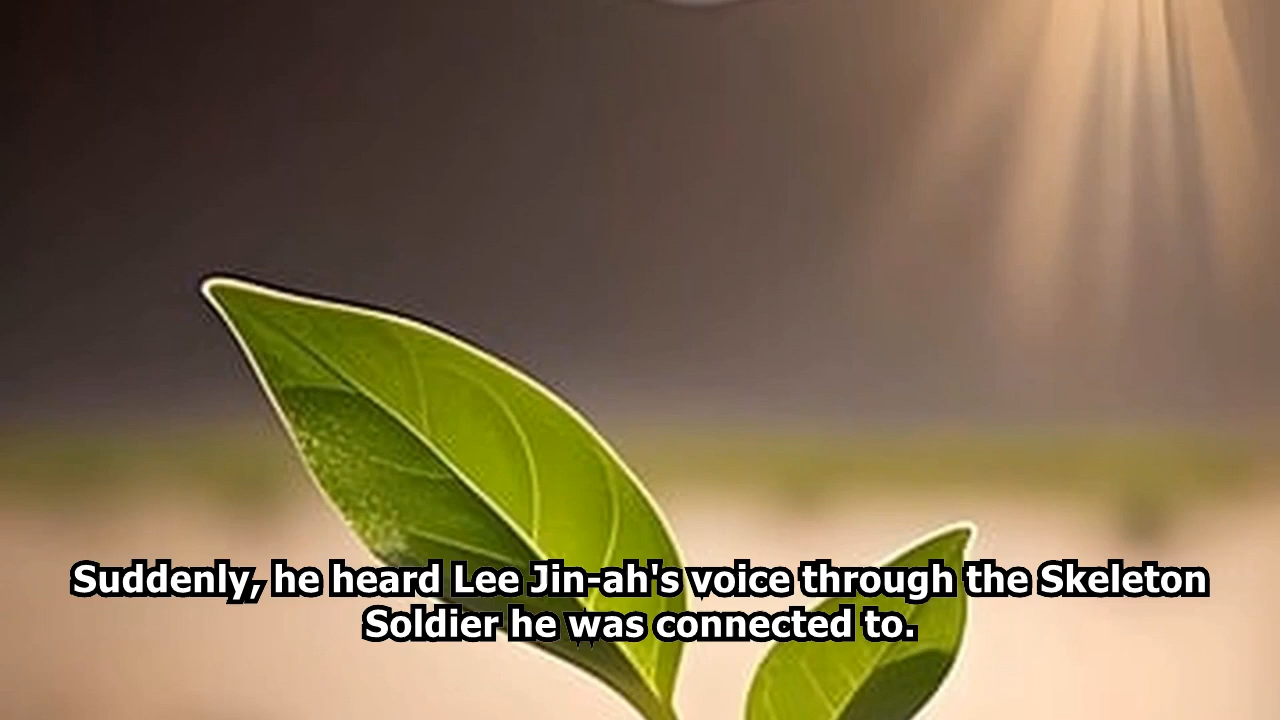 Suddenly, he heard Lee Jin-ah's voice through the Skeleton
Soldier he was connected to.